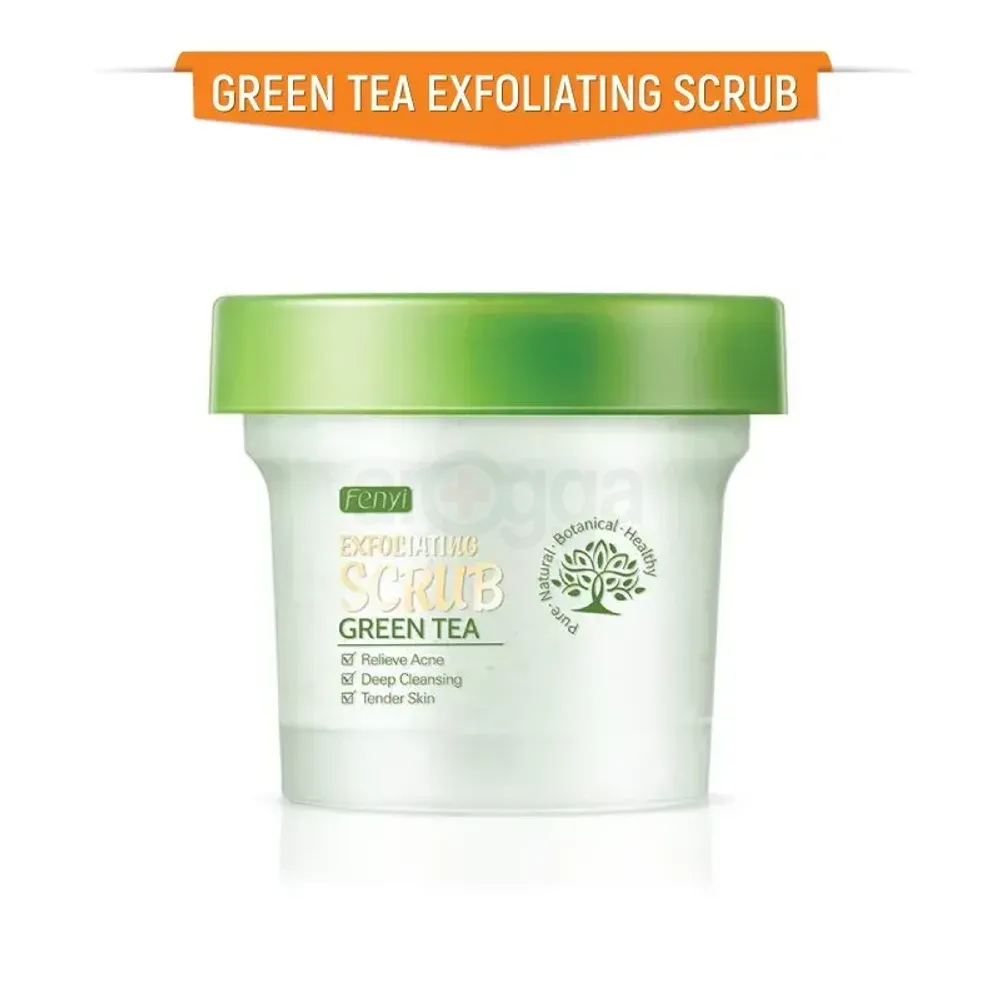 GREEN TEA EXFOLIATING SCRUB
arogga
Fenyi
EXFOLIATING
SCRUB
GREEN TEA
Relieve Acne
Deep Cleansing
Tender Skin
Pure · Natural · Botanical · Healthy